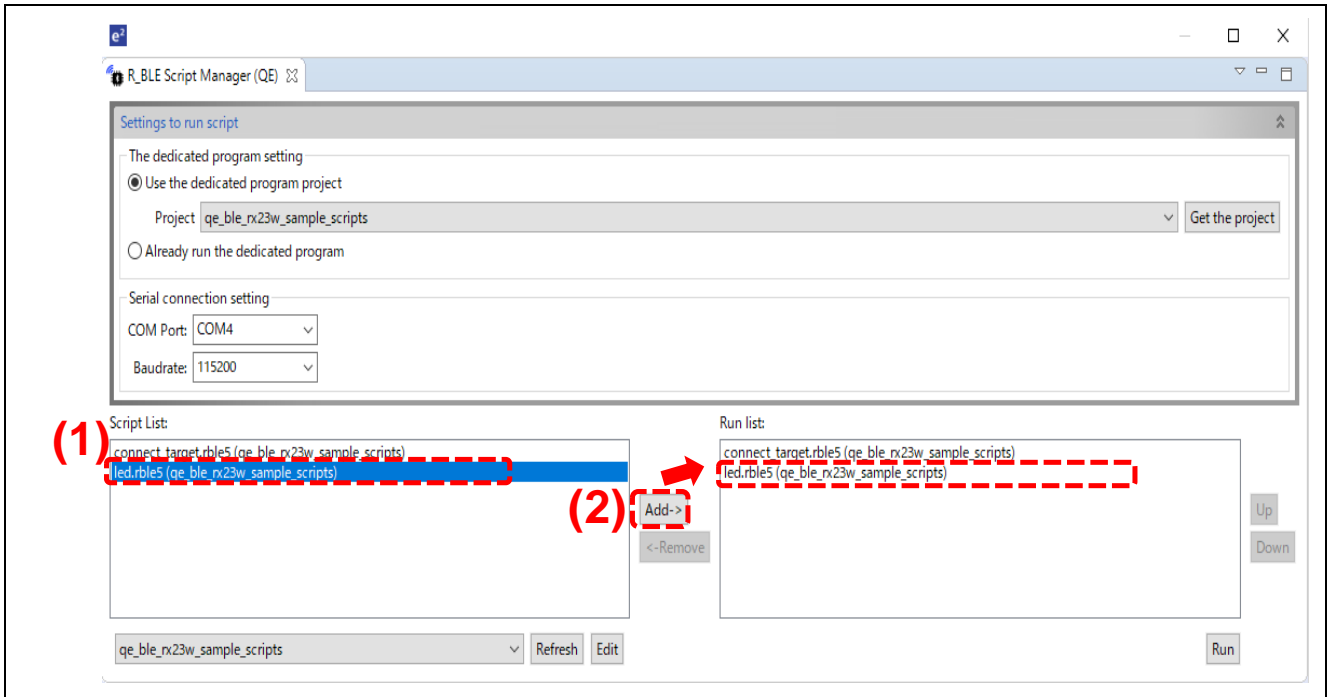 e²
R_BLE Script Manager (QE)
Settings to run script
The dedicated program setting
Use the dedicated program project
Project qe_ble_rx23w_sample_scripts Get the project
Already run the dedicated program
Serial connection setting
COM Port: COM4
Baudrate: 115200
Script List: Run list:
(1)
connect_target.rble5 (qe_ble_rx23w_sample_scripts) connect_target.rble5 (qe_ble_rx23w_sample_scripts)
led.rble5 (qe_ble_rx23w_sample_scripts) led.rble5 (qe_ble_rx23w_sample_scripts)
(2) Add-> Up
<-Remove Down
qe_ble_rx23w_sample_scripts Refresh Edit Run